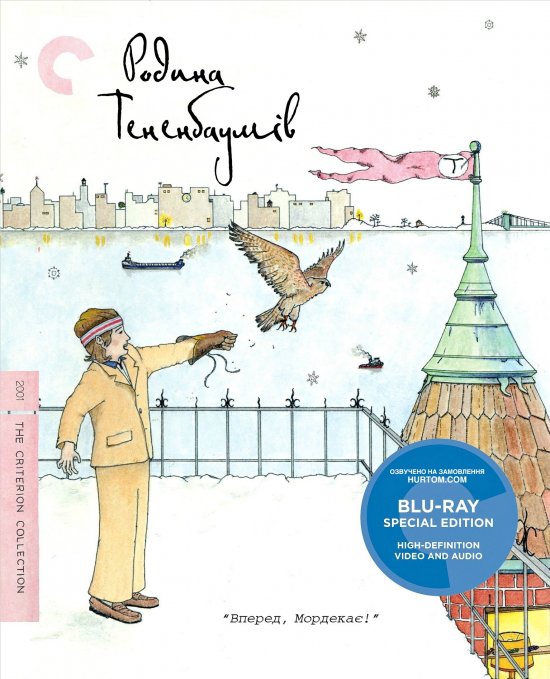 Родина
Тененбаумів
T
2001 THE CRITERION COLLECTION
ОЗВУЧЕНО НА ЗАМОВЛЕННЯ
HURTOM.COM
BLU-RAY
SPECIAL EDITION
HIGH-DEFINITION
VIDEO AND AUDIO
"Вперед, Мордекає!"